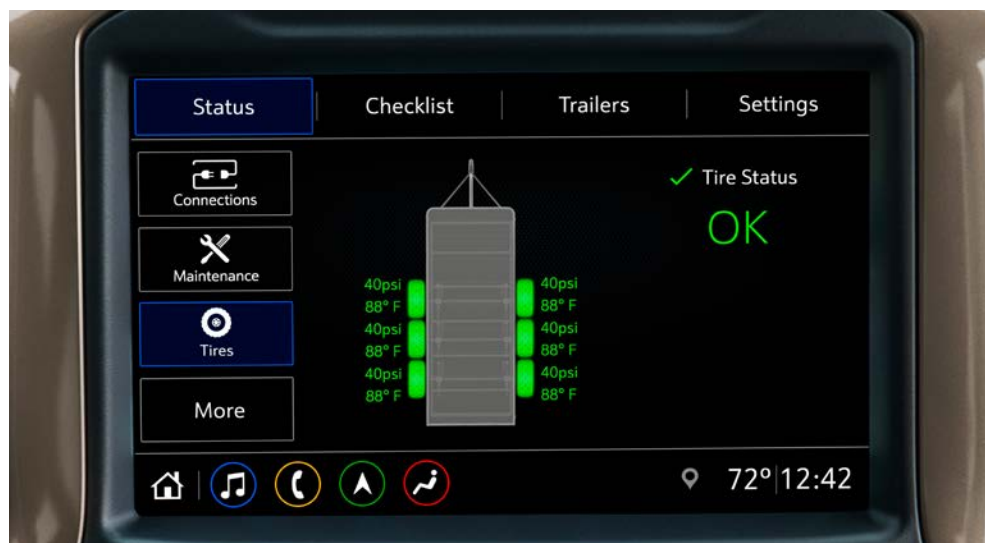 Status
Checklist
Trailers
Settings
Connections
Maintenance
Tires
More
Tire Status
OK
40psi
88° F
40psi
88° F
40psi
88° F
40psi
88° F
40psi
88° F
40psi
88° F
72°|12:42